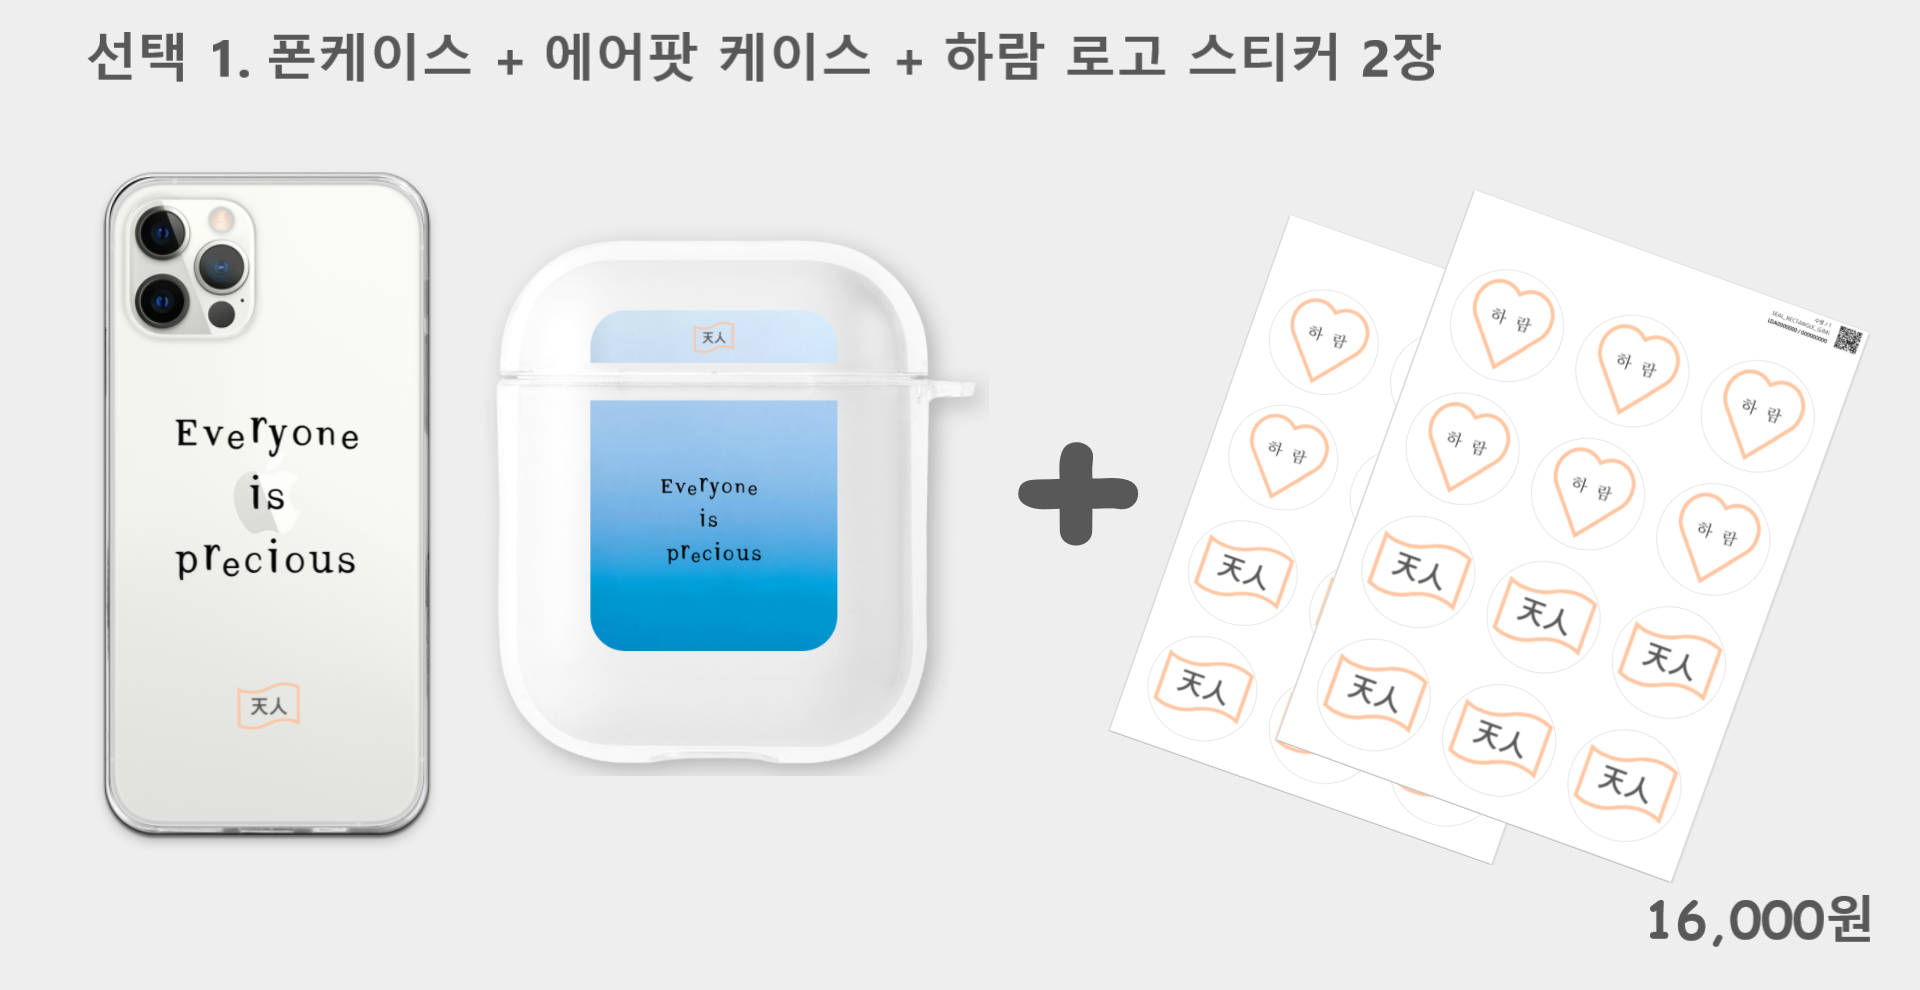 선택 1. 폰케이스 + 에어팟 케이스 + 하람 로고 스티커 2장
Everyone
is
precious
天人
天人
Everyone
is
precious
하 람
하 람
天人
天人
수량 / 1
하 람
하 람
하 람
하 람
하 람
하 람
天人
天人
天人
天人
天人
天人
16,000원